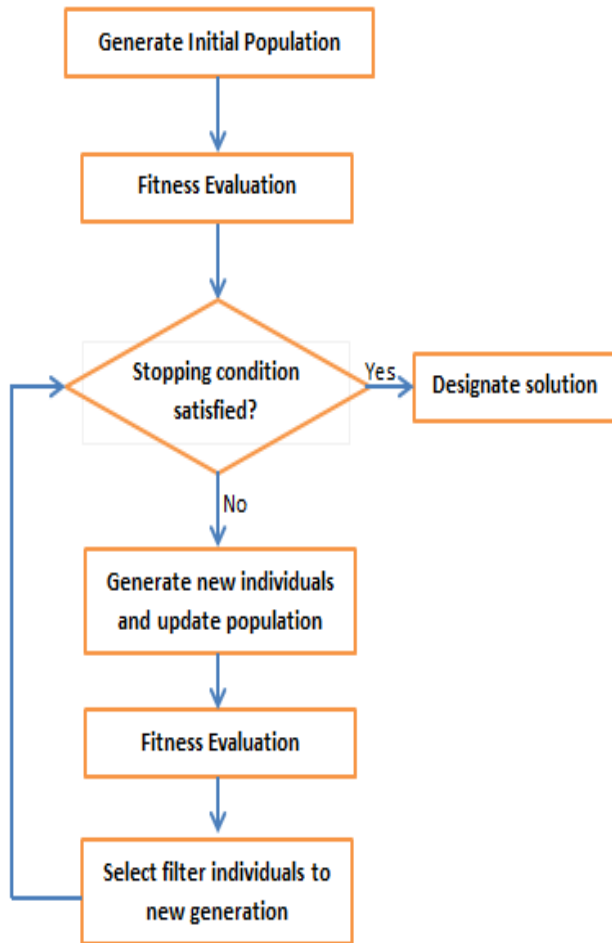 Generate Initial Population
Fitness Evaluation
Stopping condition
satisfied?
Yes
Designate solution
No
Generate new individuals
and update population
Fitness Evaluation
Select filter individuals to
new generation